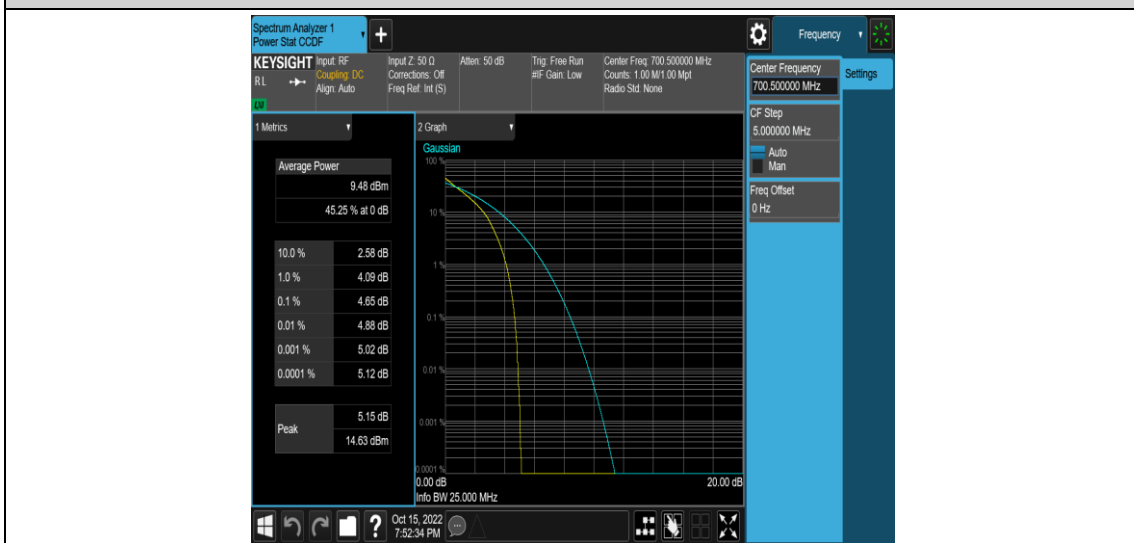 Spectrum Analyzer 1
Power Stat CCDF
+
Frequency
KEYSIGHT
RL
LXI
Input: RF
Coupling: DC
Align: Auto
Input Z: 50 Ω
Corrections: Off
Freq Ref: Int (S)
Atten: 50 dB
Trig: Free Run
#IF Gain: Low
Center Freq: 700.500000 MHz
Counts: 1.00 M/1.00 Mpt
Radio Std: None
Center Frequency
700.500000 MHz
Settings
CF Step
5.000000 MHz
Auto
Man
Freq Offset
0 Hz
1 Metrics
Average Power
9.48 dBm
45.25 % at 0 dB
10.0 % 2.58 dB
1.0 % 4.09 dB
0.1 % 4.65 dB
0.01 % 4.88 dB
0.001 % 5.02 dB
0.0001 % 5.12 dB
Peak
5.15 dB
14.63 dBm
2 Graph
Gaussian
100 %
10 %
1 %
0.1 %
0.01 %
0.001 %
0.0001 %
0.00 dB 20.00 dB
Info BW 25.000 MHz
?
Oct 15, 2022
7:52:34 PM